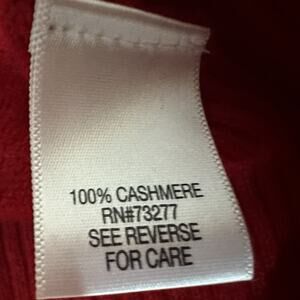 100% CASHMERE
RN#73277
SEE REVERSE
FOR CARE